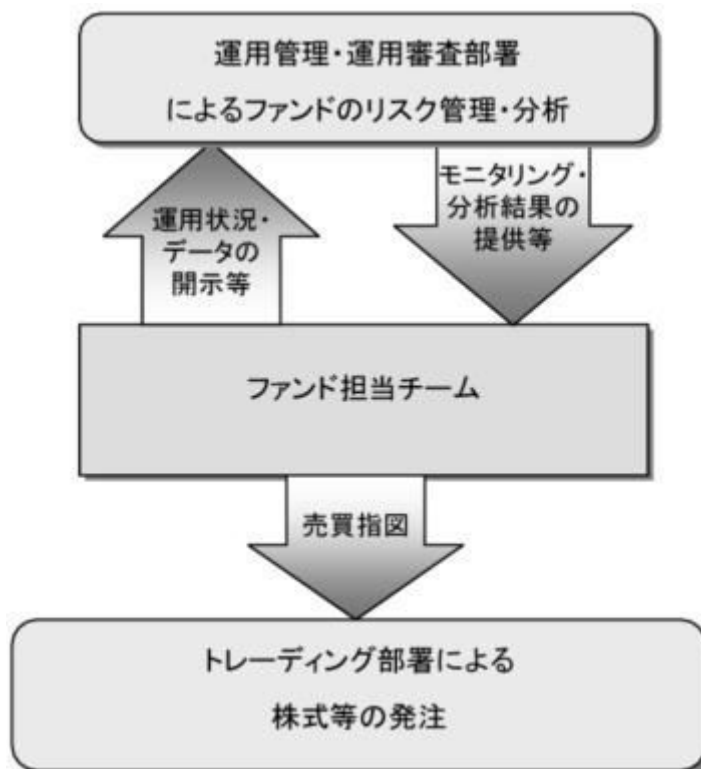 運用管理・運用審査部署
によるファンドのリスク管理・分析
運用状況・
データの
開示等
モニタリング・
分析結果の
提供等
ファンド担当チーム
売買指図
トレーディング部署による
株式等の発注